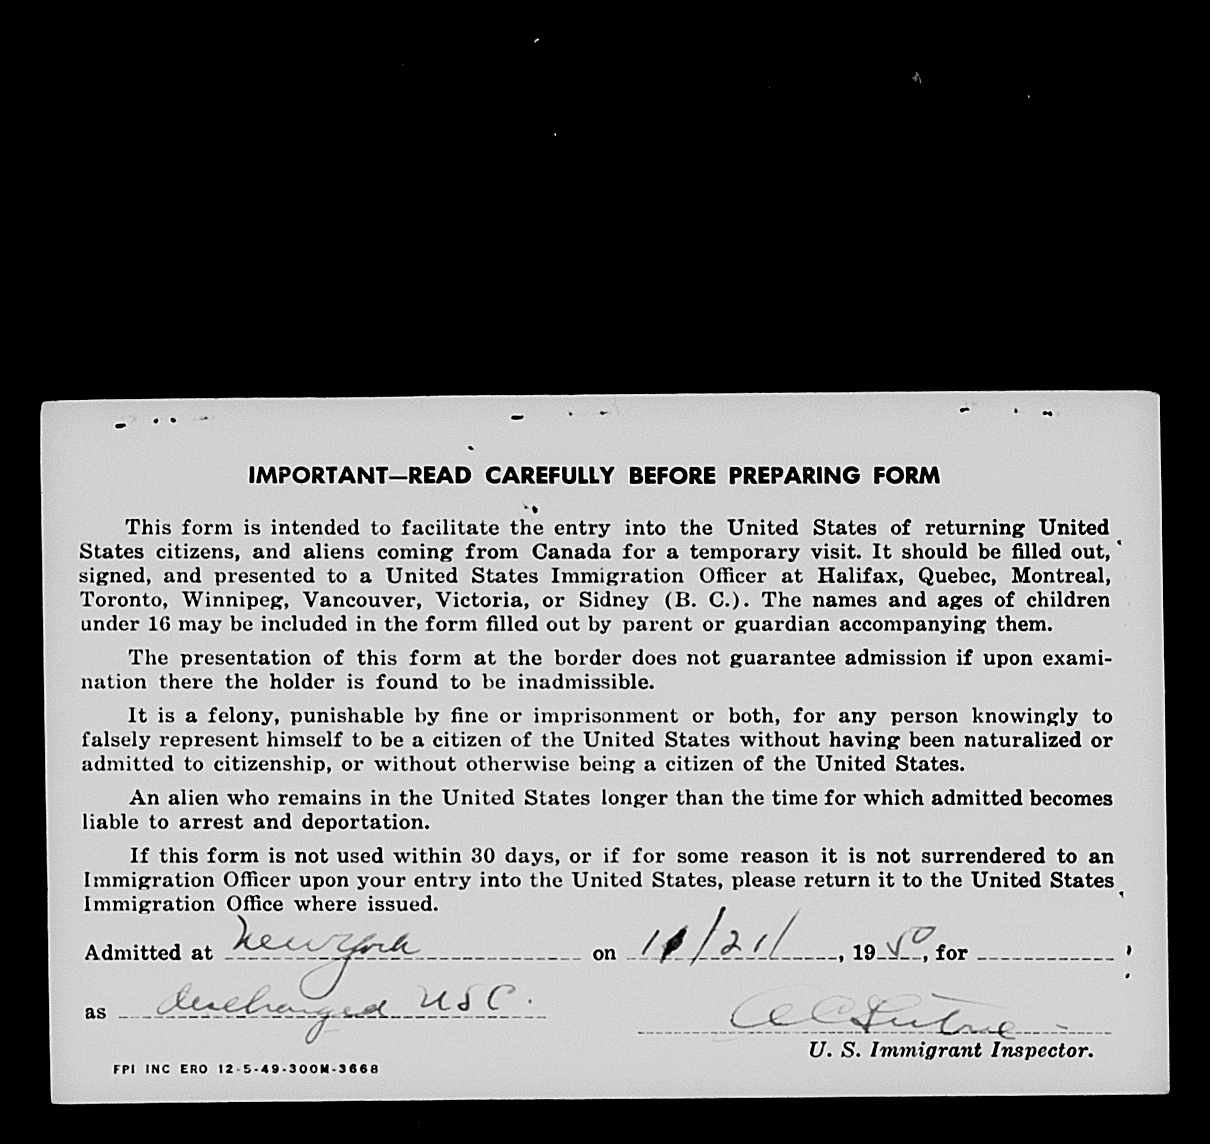 IMPORTANT—READ CAREFULLY BEFORE PREPARING FORM
This form is intended to facilitate the entry into the United States of returning United
States citizens, and aliens coming from Canada for a temporary visit. It should be filled out,
signed, and presented to a United States Immigration Officer at Halifax, Quebec, Montreal,
Toronto, Winnipeg, Vancouver, Victoria, or Sidney (B. C.). The names and ages of children
under 16 may be included in the form filled out by parent or guardian accompanying them.
The presentation of this form at the border does not guarantee admission if upon exami-
nation there the holder is found to be inadmissible.
It is a felony, punishable by fine or imprisonment or both, for any person knowingly to
falsely represent himself to be a citizen of the United States without having been naturalized or
admitted to citizenship, or without otherwise being a citizen of the United States.
An alien who remains in the United States longer than the time for which admitted becomes
liable to arrest and deportation.
If this form is not used within 30 days, or if for some reason it is not surrendered to an
Immigration Officer upon your entry into the United States, please return it to the United States
Immigration Office where issued.
Admitted at New York on 11/21/, 1950, for
as discharged USC.
U. S. Immigrant Inspector.
FPI INC ERO 12-5-49-300M-3668